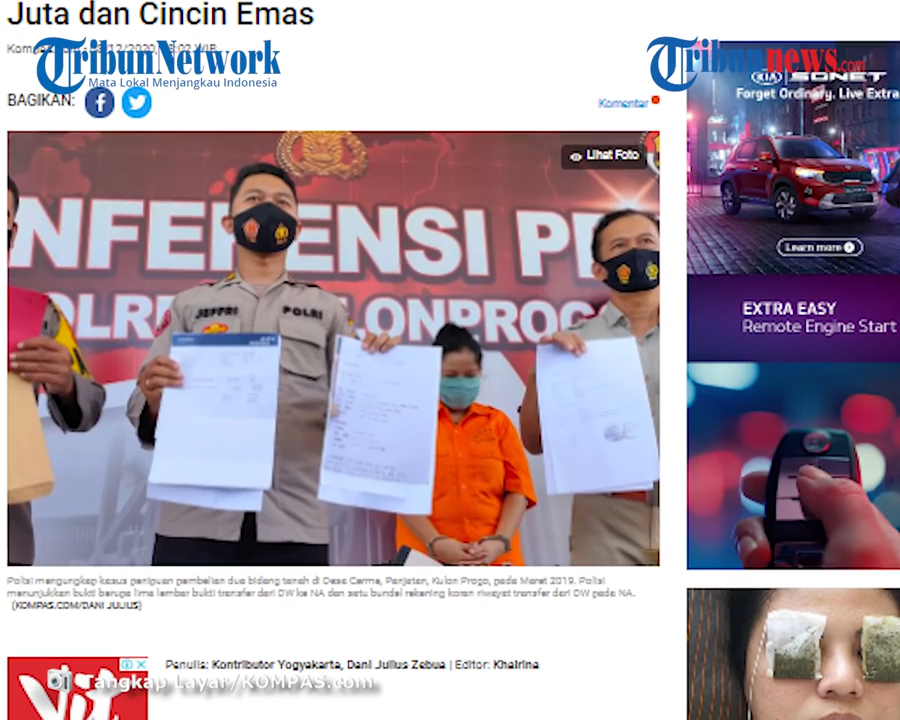 Juta dan Cincin Emas
TribunNetwork
Mata Lokal Menjangkau Indonesia
Tribunnews.com
BAGIKAN:
Komentar
KIA SONET
Forget Ordinary. Live Extra
Lihat Foto
NFERENSI PE
JEFFRI POLRI
Learn more
EXTRA EASY
Remote Engine Start
Polisi mengungkap kasus penipuan pembelian dua bidang tanah di Desa Cerme, Panjatan, Kulon Progo, pada Maret 2019. Polisi
menunjukkan bukti berupa lima lembar bukti transfer dari DW ke NA dan satu bundel rekening koran riwayat transfer dari DW pada NA.
(KOMPAS.COM/DANI JULIUS)
Penulis: Kontributor Yogyakarta, Dani Julius Zebua | Editor: Khairina
Tangkap Layar/KOMPAS.com